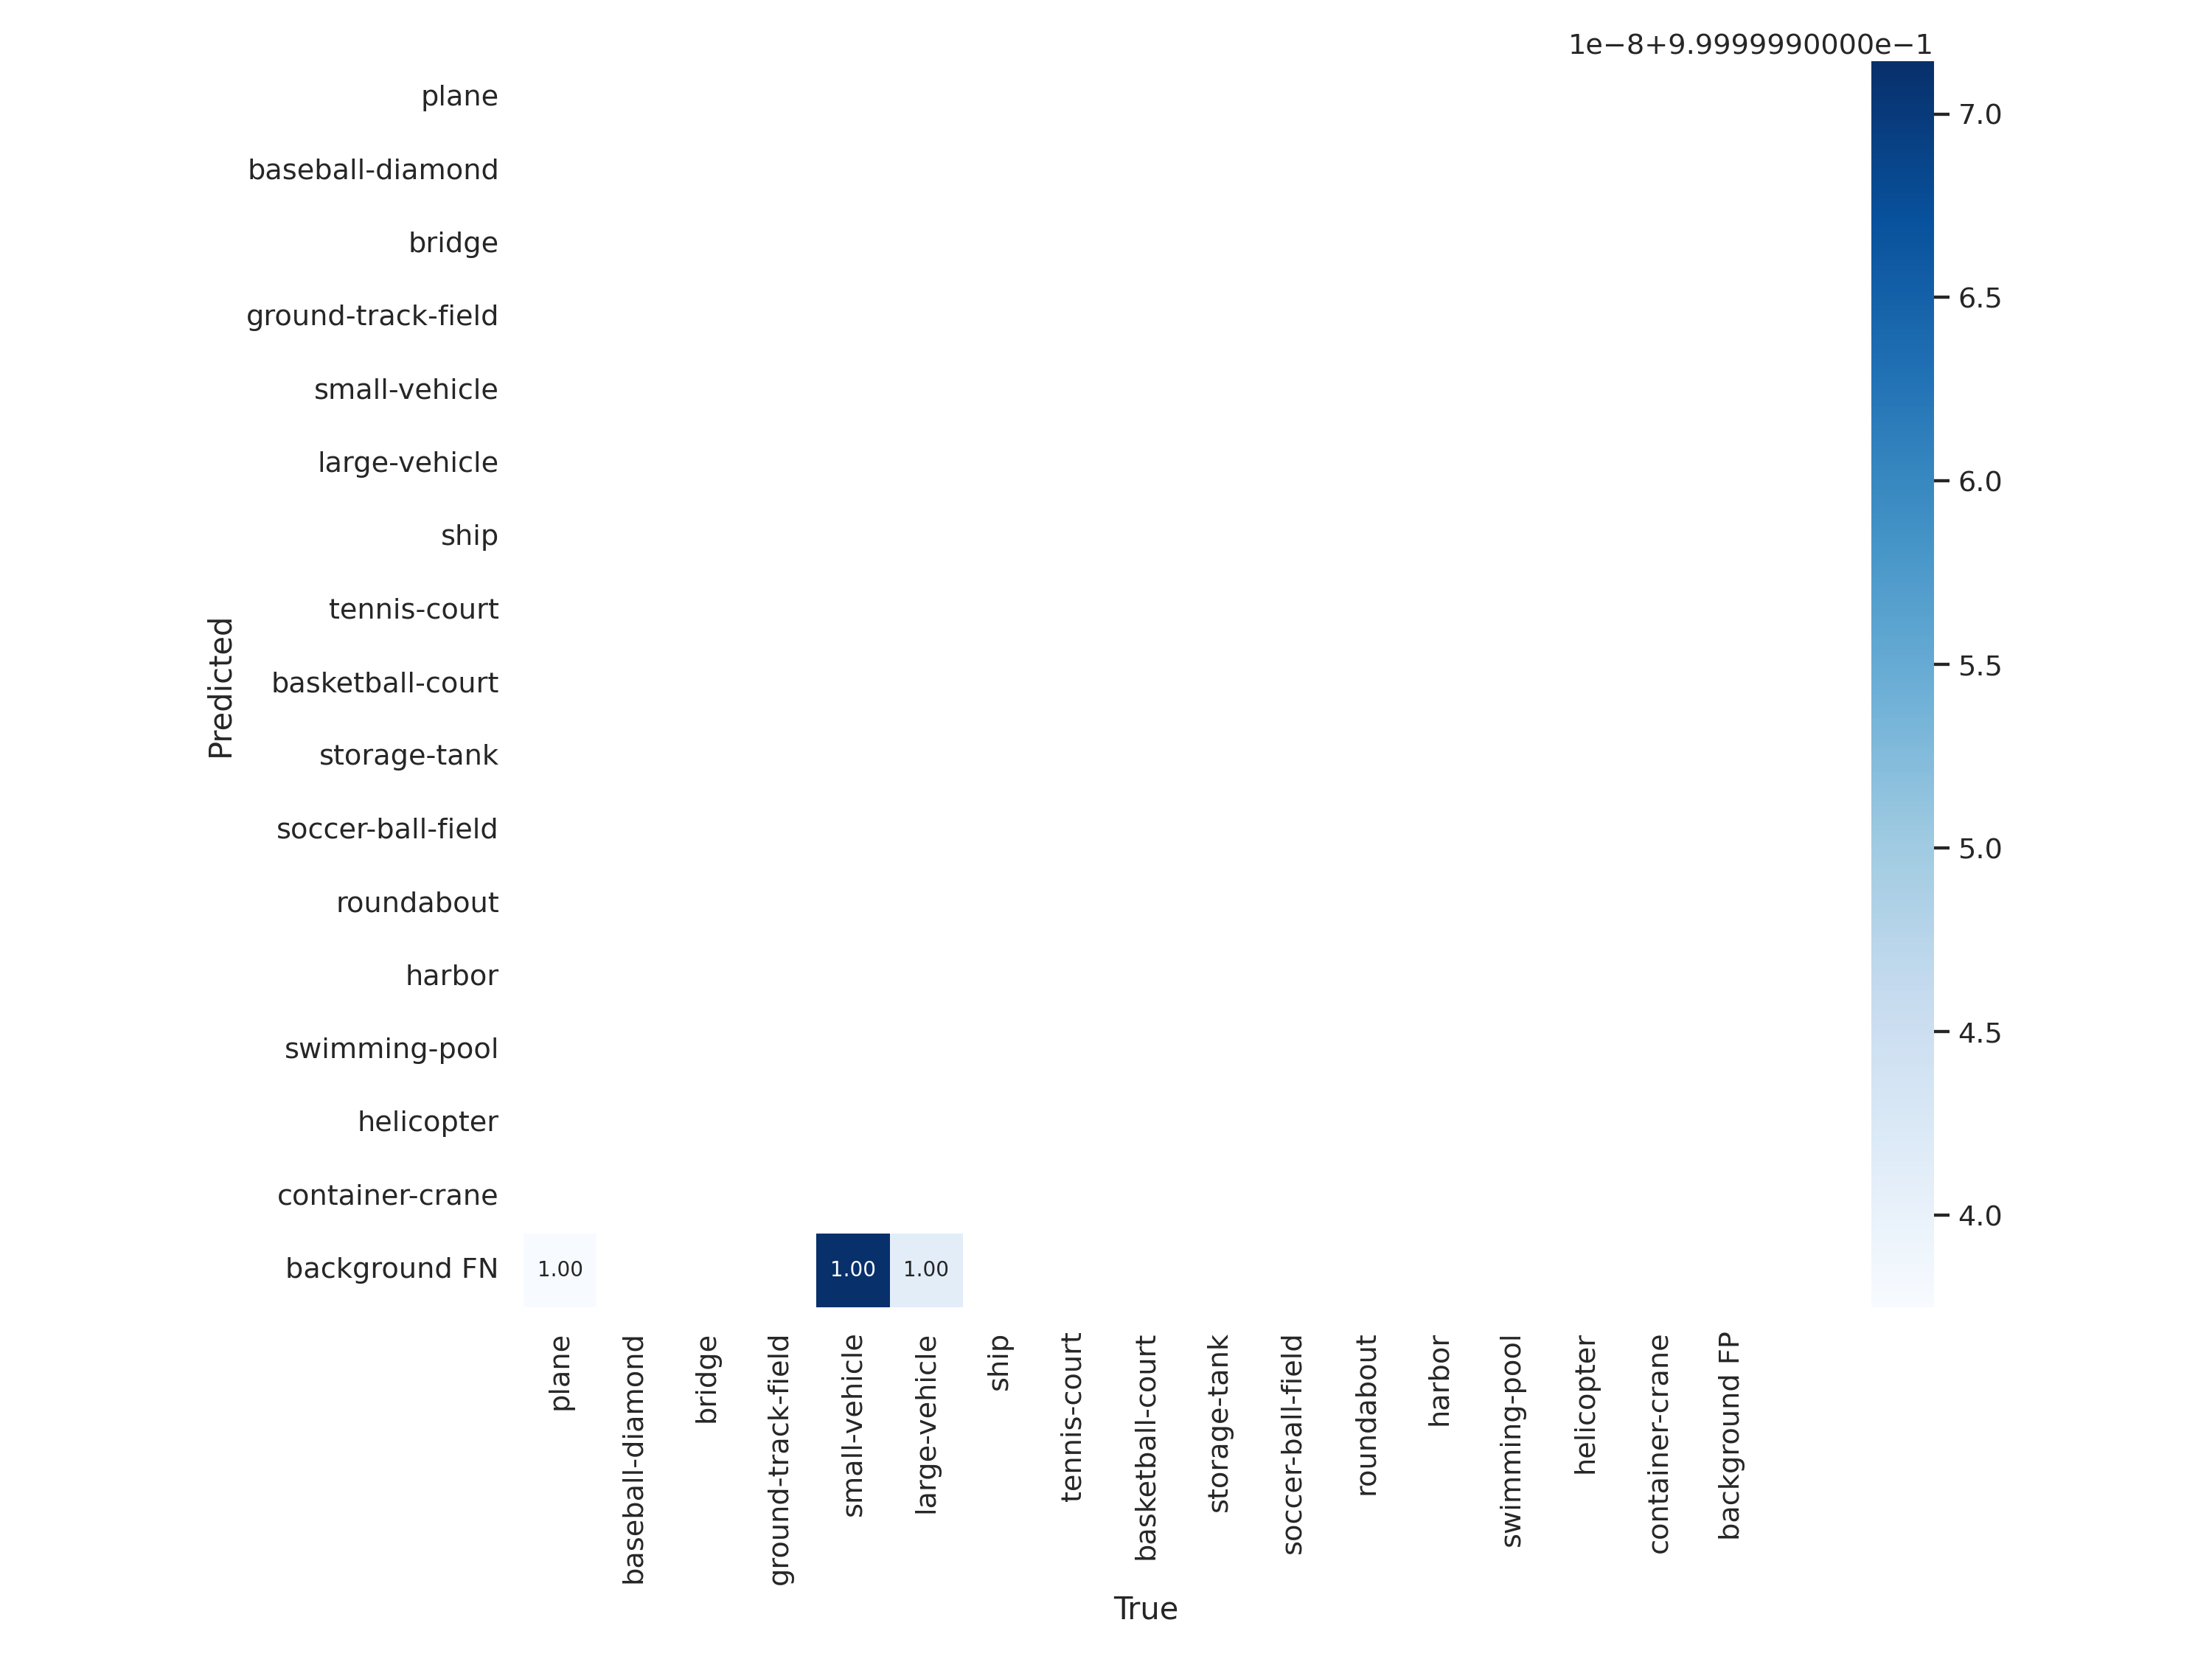 1e−8+9.9999990000e−1
plane
baseball-diamond
bridge
ground-track-field
small-vehicle
large-vehicle
ship
tennis-court
basketball-court
storage-tank
soccer-ball-field
roundabout
harbor
swimming-pool
helicopter
container-crane
background FN
Predicted
1.00 1.00 1.00
plane
baseball-diamond
bridge
ground-track-field
small-vehicle
large-vehicle
ship
tennis-court
basketball-court
storage-tank
soccer-ball-field
roundabout
harbor
swimming-pool
helicopter
container-crane
background FP
True
7.0
6.5
6.0
5.5
5.0
4.5
4.0